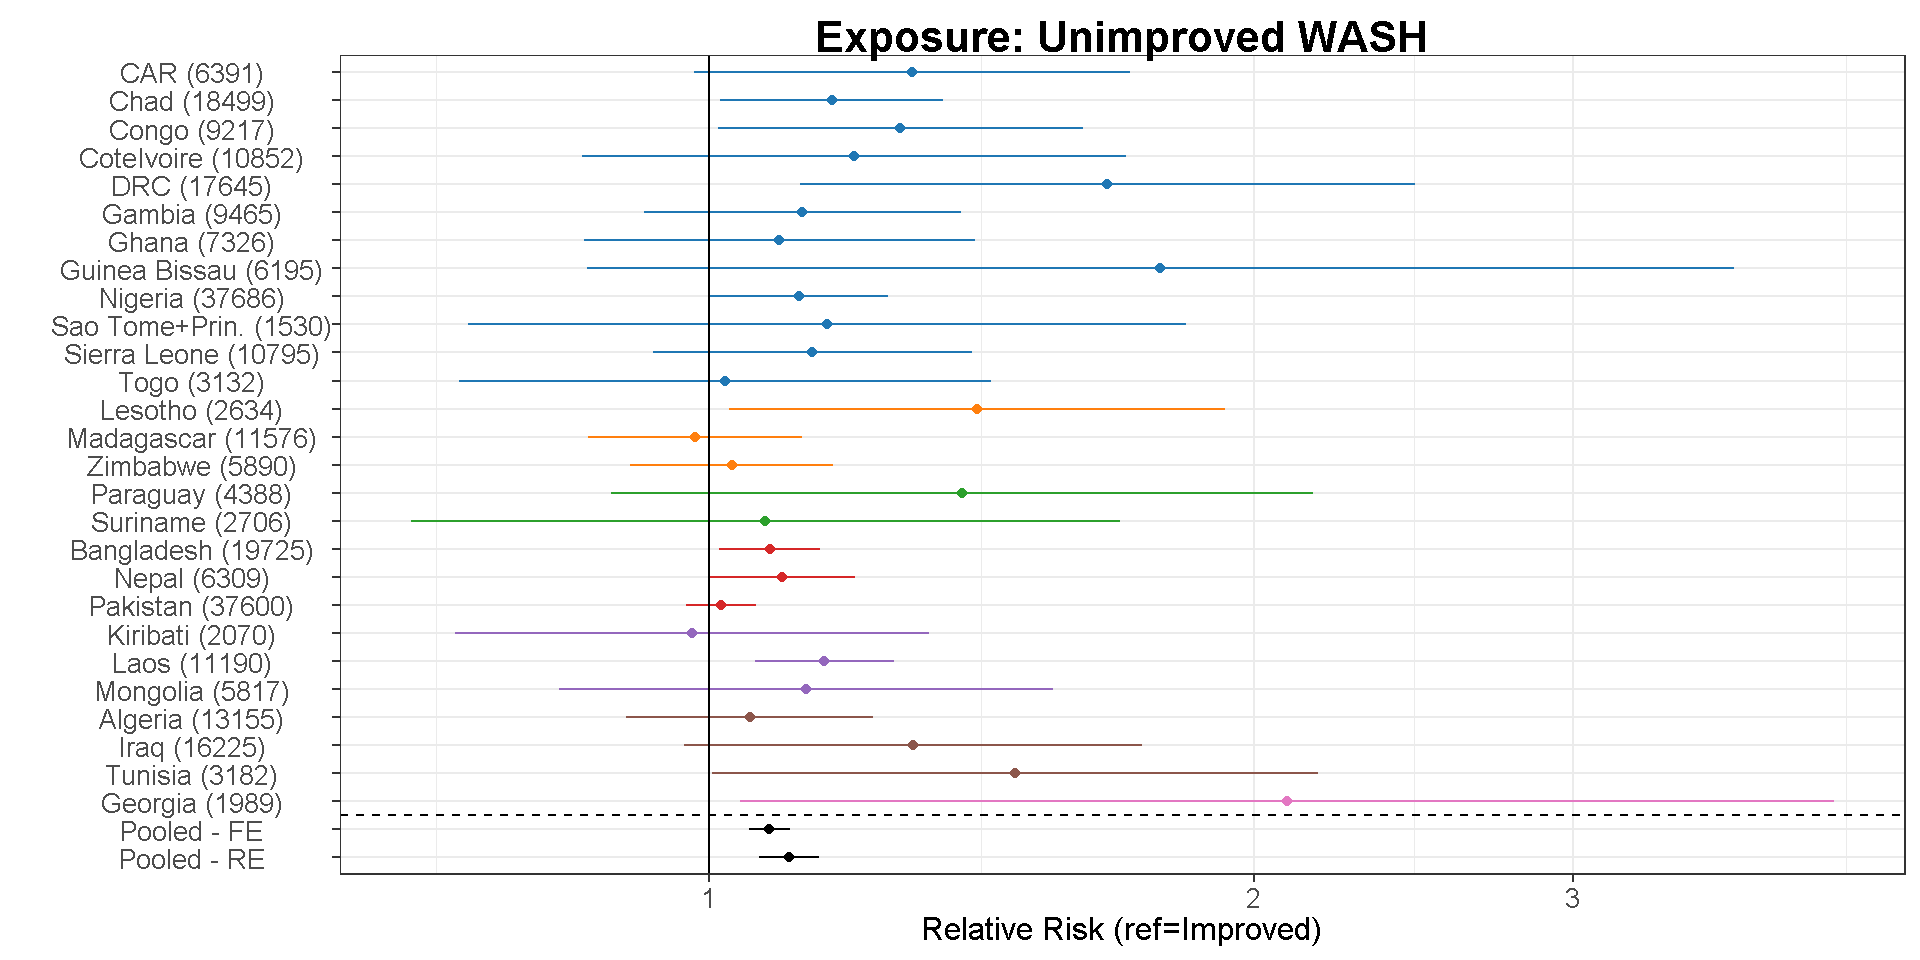 Exposure: Unimproved WASH
CAR (6391)
Chad (18499)
Congo (9217)
CoteIvoire (10852)
DRC (17645)
Gambia (9465)
Ghana (7326)
Guinea Bissau (6195)
Nigeria (37686)
Sao Tome+Prin. (1530)
Sierra Leone (10795)
Togo (3132)
Lesotho (2634)
Madagascar (11576)
Zimbabwe (5890)
Paraguay (4388)
Suriname (2706)
Bangladesh (19725)
Nepal (6309)
Pakistan (37600)
Kiribati (2070)
Laos (11190)
Mongolia (5817)
Algeria (13155)
Iraq (16225)
Tunisia (3182)
Georgia (1989)
Pooled - FE
Pooled - RE
1 2 3
Relative Risk (ref=Improved)